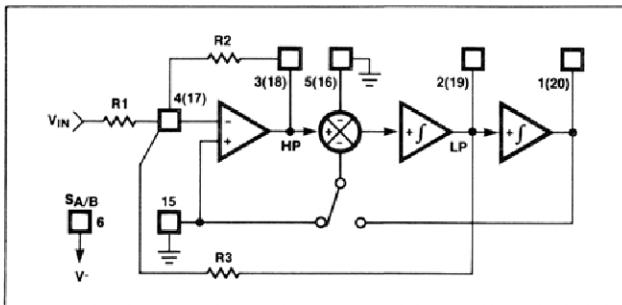 R2
3(18)
5(16)
2(19)
1(20)
R1
4(17)
VIN
−
+
HP
+
−
−
+∫
LP
+∫
SA/B
6
15
V-
R3